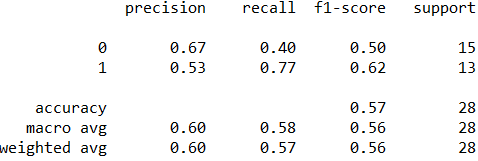 precision recall f1-score support
0 0.67 0.40 0.50 15
1 0.53 0.77 0.62 13
accuracy 0.57 28
macro avg 0.60 0.58 0.56 28
weighted avg 0.60 0.57 0.56 28